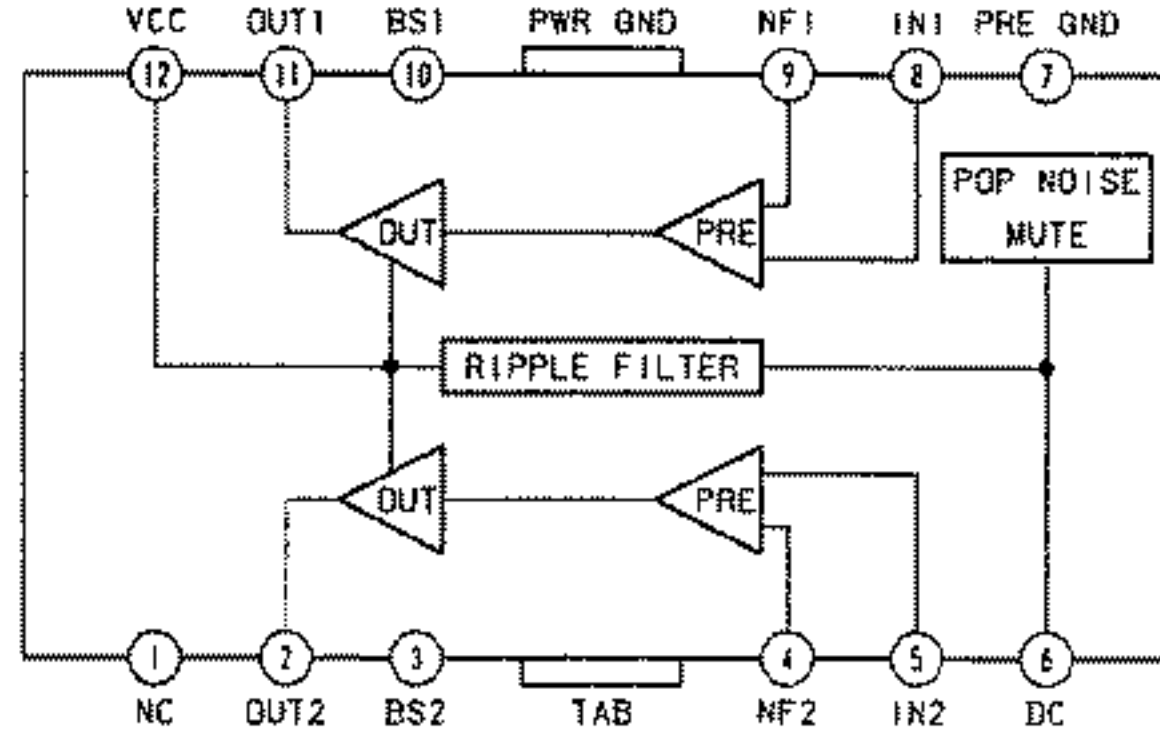 VCC OUT1 BS1 PWR GND NF1 IN1 PRE GND
12 11 10 9 8 7
POP NOISE
MUTE
OUT PRE
RIPPLE FILTER
OUT PRE
1 2 3 4 5 6
NC OUT2 BS2 TAB NF2 IN2 DC